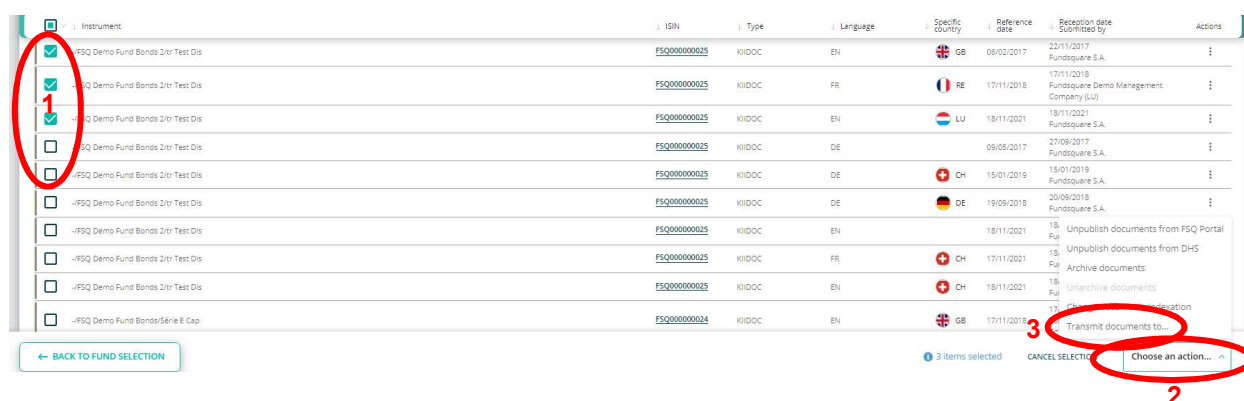 Instrument ISIN Type Language Specific country Reference date Reception date Submitted by Actions
-/FSQ Demo Fund Bonds 2/tr Test Dis FSQ000000025 KIIDOC EN GB 06/02/2017 22/11/2017 Fundsquare S.A.
-/FSQ Demo Fund Bonds 2/tr Test Dis FSQ000000025 KIIDOC FR RE 17/11/2018 17/11/2018 Fundsquare Demo Management Company (LU)
1
-/FSQ Demo Fund Bonds 2/tr Test Dis FSQ000000025 KIIDOC EN LU 18/11/2021 18/11/2021 Fundsquare S.A.
-/FSQ Demo Fund Bonds 2/tr Test Dis FSQ000000025 KIIDOC DE 09/05/2017 27/09/2017 Fundsquare S.A.
-/FSQ Demo Fund Bonds 2/tr Test Dis FSQ000000025 KIIDOC DE CH 15/01/2019 15/01/2019 Fundsquare S.A.
-/FSQ Demo Fund Bonds 2/tr Test Dis FSQ000000025 KIIDOC DE DE 19/09/2018 20/09/2018 Fundsquare S.A.
-/FSQ Demo Fund Bonds 2/tr Test Dis FSQ000000025 KIIDOC EN 18/11/2021
-/FSQ Demo Fund Bonds 2/tr Test Dis FSQ000000025 KIIDOC FR CH 17/11/2021
-/FSQ Demo Fund Bonds 2/tr Test Dis FSQ000000025 KIIDOC EN CH 18/11/2021
-/FSQ Demo Fund Bonds/Série E Cap FSQ000000024 KIIDOC EN GB 17/11/2018
Unpublish documents from FSQ Portal
Unpublish documents from DHS
Archive documents
Unarchive documents
3 Transmit documents to...
← BACK TO FUND SELECTION 3 items selected CANCEL SELECTION Choose an action...
2